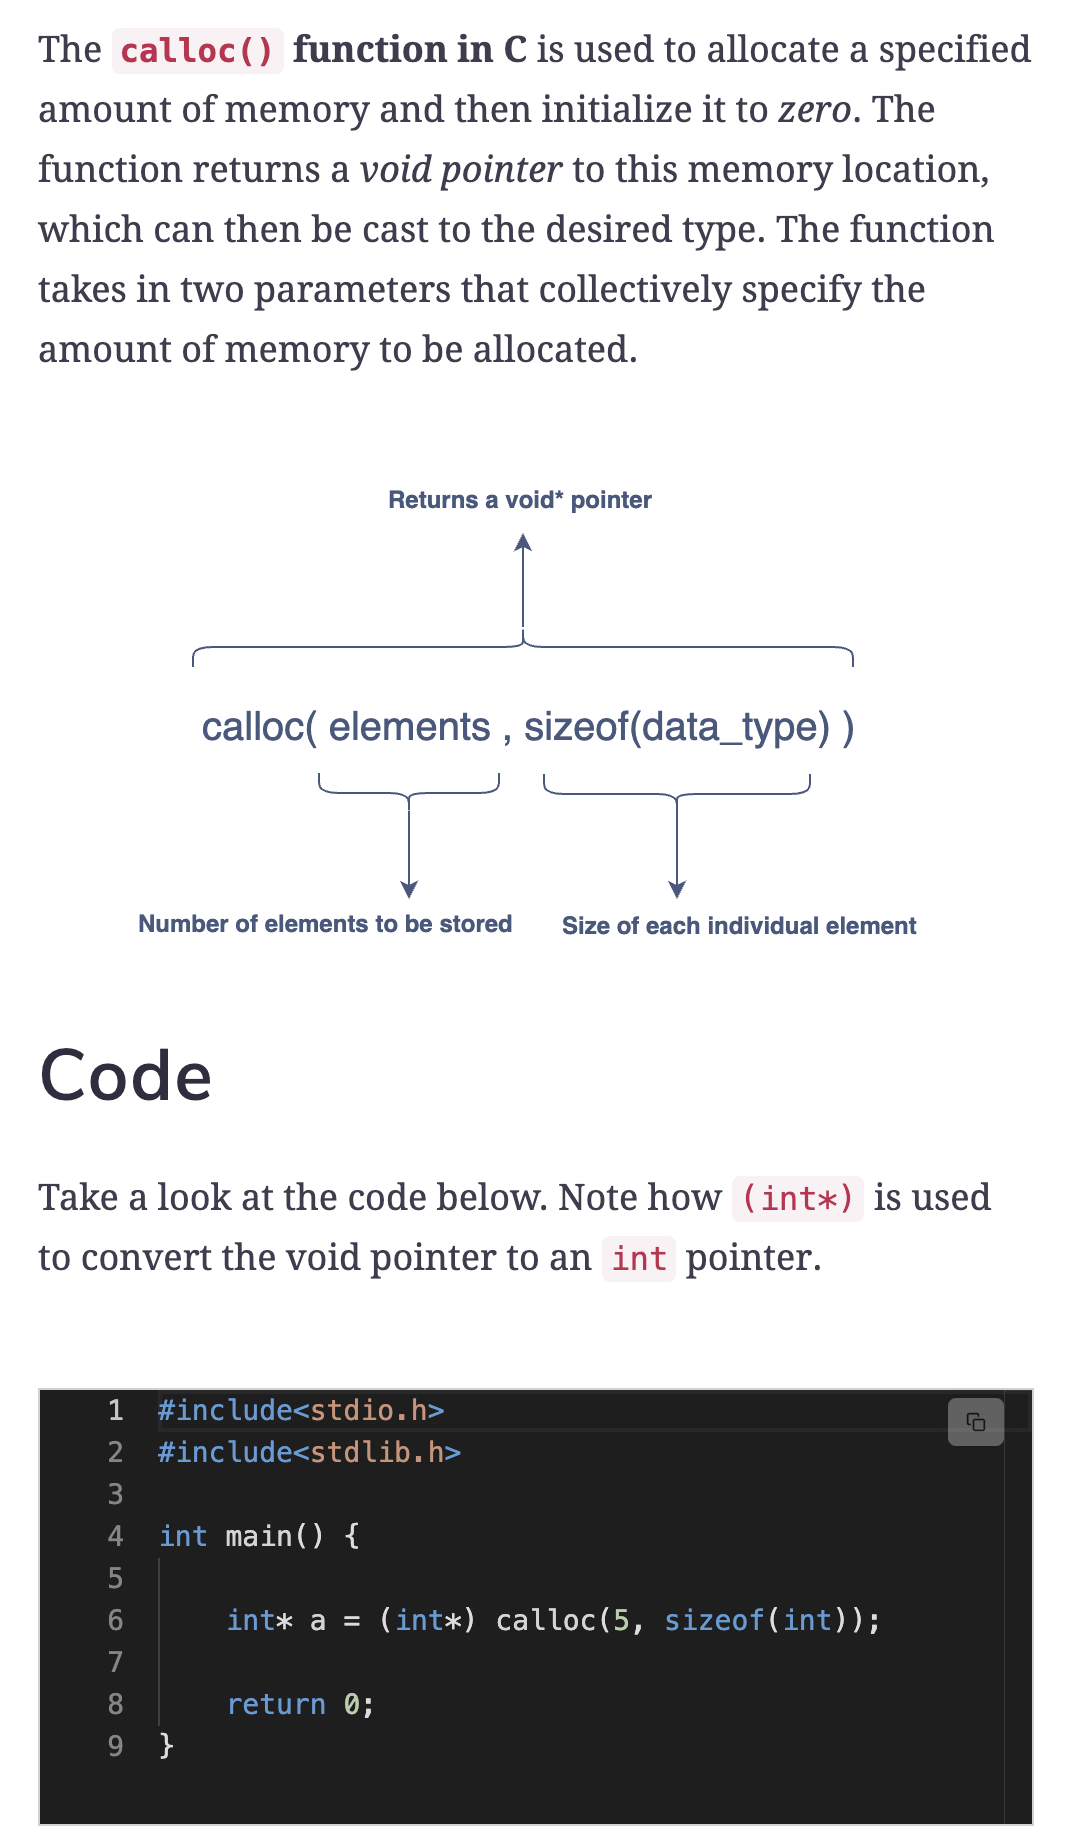 The calloc() function in C is used to allocate a specified
amount of memory and then initialize it to zero. The
function returns a void pointer to this memory location,
which can then be cast to the desired type. The function
takes in two parameters that collectively specify the
amount of memory to be allocated.
Returns a void* pointer
calloc( elements , sizeof(data_type) )
Number of elements to be stored
Size of each individual element
Code
Take a look at the code below. Note how (int*) is used
to convert the void pointer to an int pointer.
1 #include<stdio.h>
2 #include<stdlib.h>
3
4 int main() {
5
6     int* a = (int*) calloc(5, sizeof(int));
7
8     return 0;
9 }